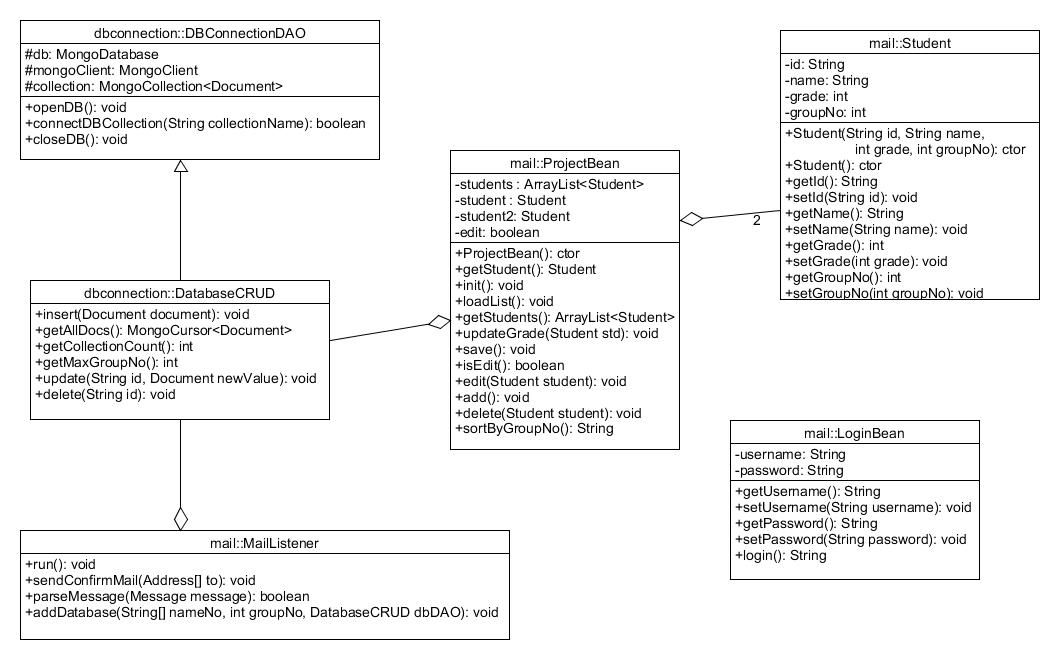 dbconnection::DBConnectionDAO
#db: MongoDatabase
#mongoClient: MongoClient
#collection: MongoCollection<Document>
+openDB(): void
+connectDBCollection(String collectionName): boolean
+closeDB(): void
mail::Student
-id: String
-name: String
-grade: int
-groupNo: int
+Student(String id, String name,
int grade, int groupNo): ctor
+Student(): ctor
+getId(): String
+setId(String id): void
+getName(): String
+setName(String name): void
+getGrade(): int
+setGrade(int grade): void
+getGroupNo(): int
+setGroupNo(int groupNo): void
mail::ProjectBean
-students : ArrayList<Student>
-student : Student
-student2: Student
-edit: boolean
+ProjectBean(): ctor
+getStudent(): Student
+init(): void
+loadList(): void
+getStudents(): ArrayList<Student>
+updateGrade(Student std): void
+save(): void
+isEdit(): boolean
+edit(Student student): void
+add(): void
+delete(Student student): void
+sortByGroupNo(): String
2
dbconnection::DatabaseCRUD
+insert(Document document): void
+getAllDocs(): MongoCursor<Document>
+getCollectionCount(): int
+getMaxGroupNo(): int
+update(String id, Document newValue): void
+delete(String id): void
mail::LoginBean
-username: String
-password: String
+getUsername(): String
+setUsername(String username): void
+getPassword(): String
+setPassword(String password): void
+login(): String
mail::MailListener
+run(): void
+sendConfirmMail(Address[] to): void
+parseMessage(Message message): boolean
+addDatabase(String[] nameNo, int groupNo, DatabaseCRUD dbDAO): void